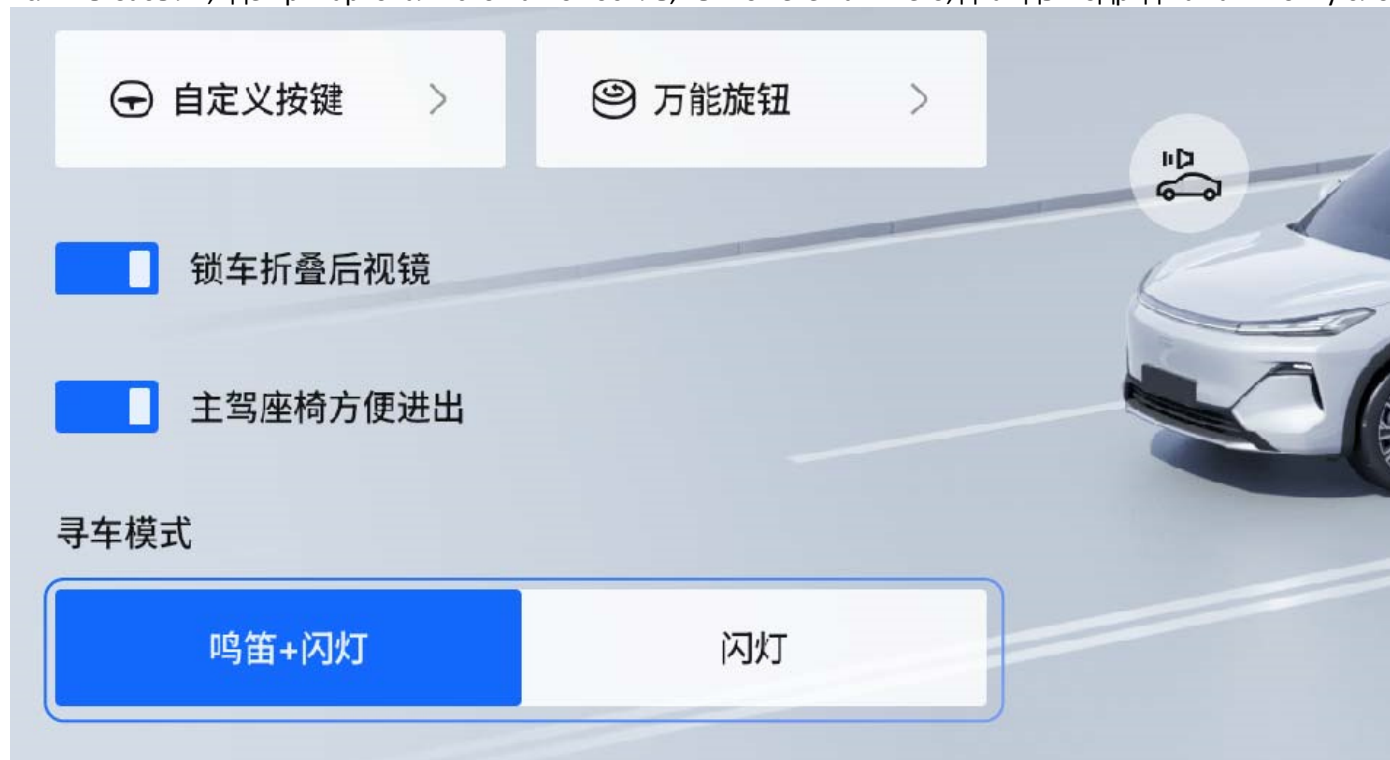 自定义按键
万能旋钮
锁车折叠后视镜
主驾座椅方便进出
寻车模式
鸣笛+闪灯
闪灯